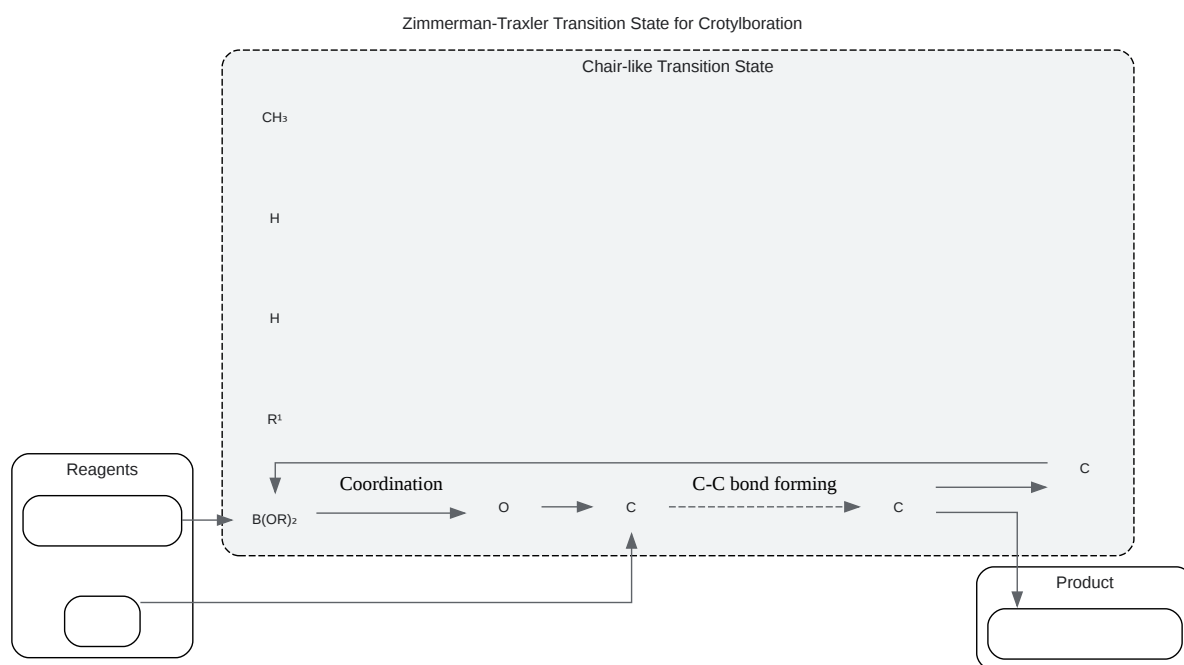 Zimmerman-Traxler Transition State for Crotylboration
Chair-like Transition State
CH₃
H
H
R¹
Reagents
C
Coordination
C-C bond forming
B(OR)₂
O
C
C
Product